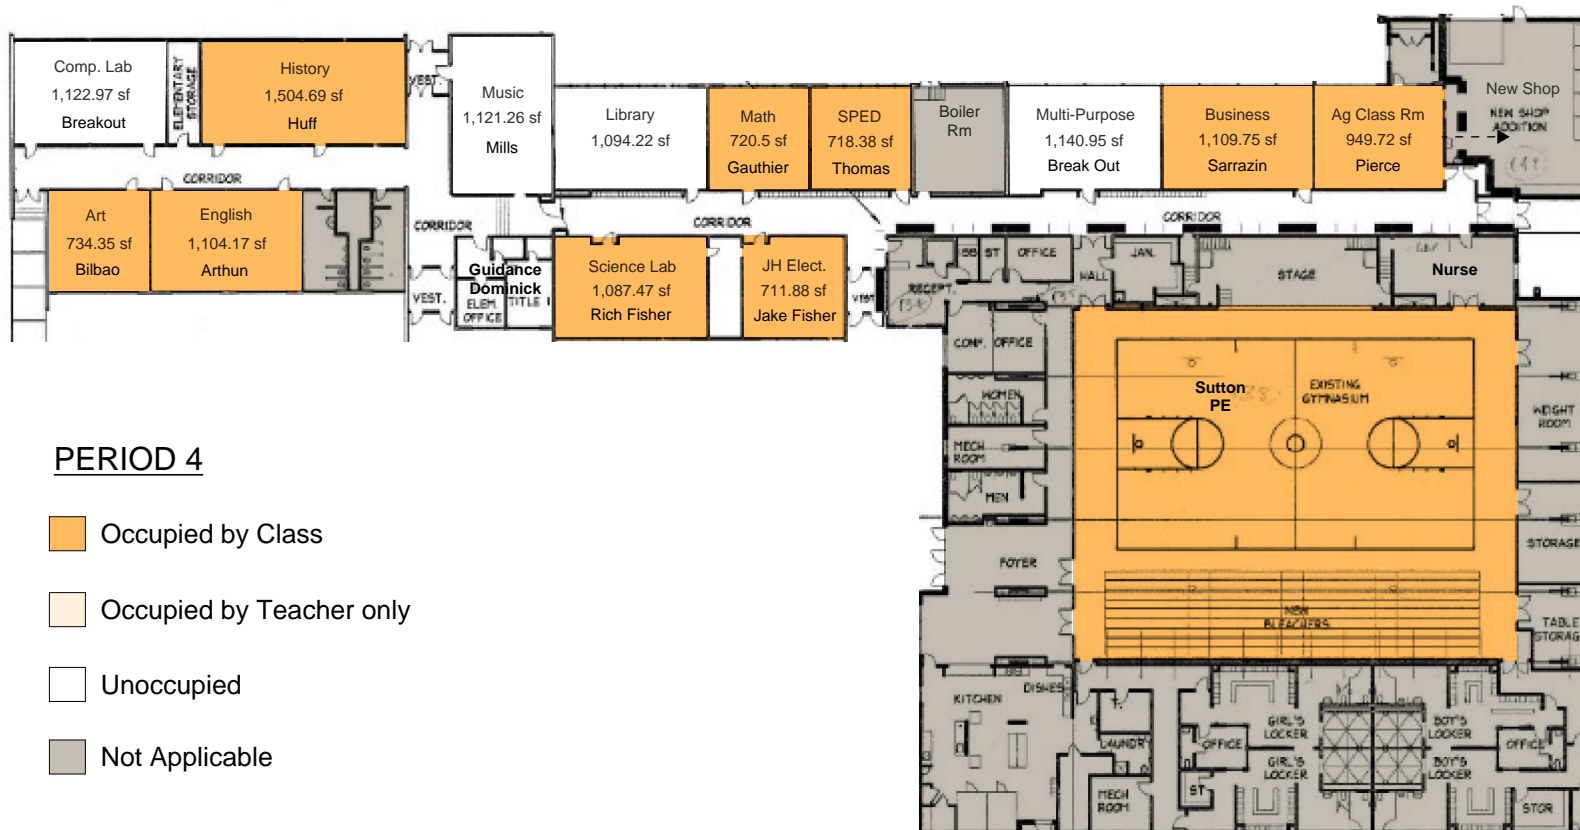 Comp. Lab
1,122.97 sf
Breakout
ELEMENTARY
STORAGE
History
1,504.69 sf
Huff
VEST.
Music
1,121.26 sf
Mills
Library
1,094.22 sf
Math
720.5 sf
Gauthier
SPED
718.38 sf
Thomas
Boiler
Rm
Multi-Purpose
1,140.95 sf
Break Out
Business
1,109.75 sf
Sarrazin
Ag Class Rm
949.72 sf
Pierce
New Shop
NEW SHOP
ADDITION
CORRIDOR
Art
734.35 sf
Bilbao
English
1,104.17 sf
Arthun
CORRIDOR
CORRIDOR
CORRIDOR
VEST.
Guidance
Dominick
ELEM.
OFFICE
TITLE I
Science Lab
1,087.47 sf
Rich Fisher
JH Elect.
711.88 sf
Jake Fisher
VEST
RECEPT.
ST
OFFICE
HALL
JAN.
STAGE
Nurse
CONF.
OFFICE
WOMEN
MECH
ROOM
MEN
FOYER
Sutton
PE
EXISTING
GYMNASIUM
WEIGHT
ROOM
STORAGE
NEW
BLEACHERS
TABLE
STORAG
PERIOD 4
Occupied by Class
Occupied by Teacher only
Unoccupied
Not Applicable
KITCHEN
DISHES
T.
LAUNDRY
MECH
ROOM
ST
OFFICE
GIRL'S
LOCKER
GIRL'S
LOCKER
BOY'S
LOCKER
BOY'S
LOCKER
OFFICE
STOR